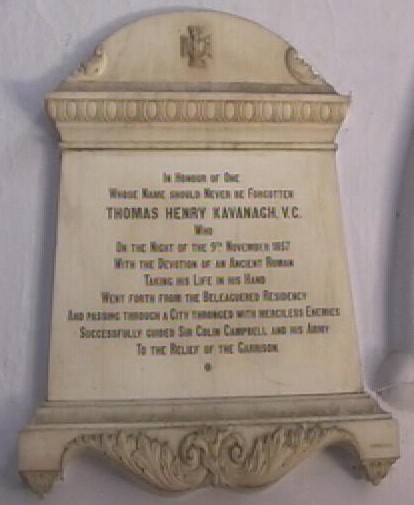 In Honour of One
Whose Name should Never be Forgotten
THOMAS HENRY KAVANAGH, V.C.
Who
On the Night of the 9th November 1857
With the Devotion of an Ancient Roman
Taking his Life in his Hand
Went forth from the Beleaguered Residency
And passing through a City thronged with merciless Enemies
Successfully guided Sir Colin Campbell and his Army
To the Relief of the Garrison